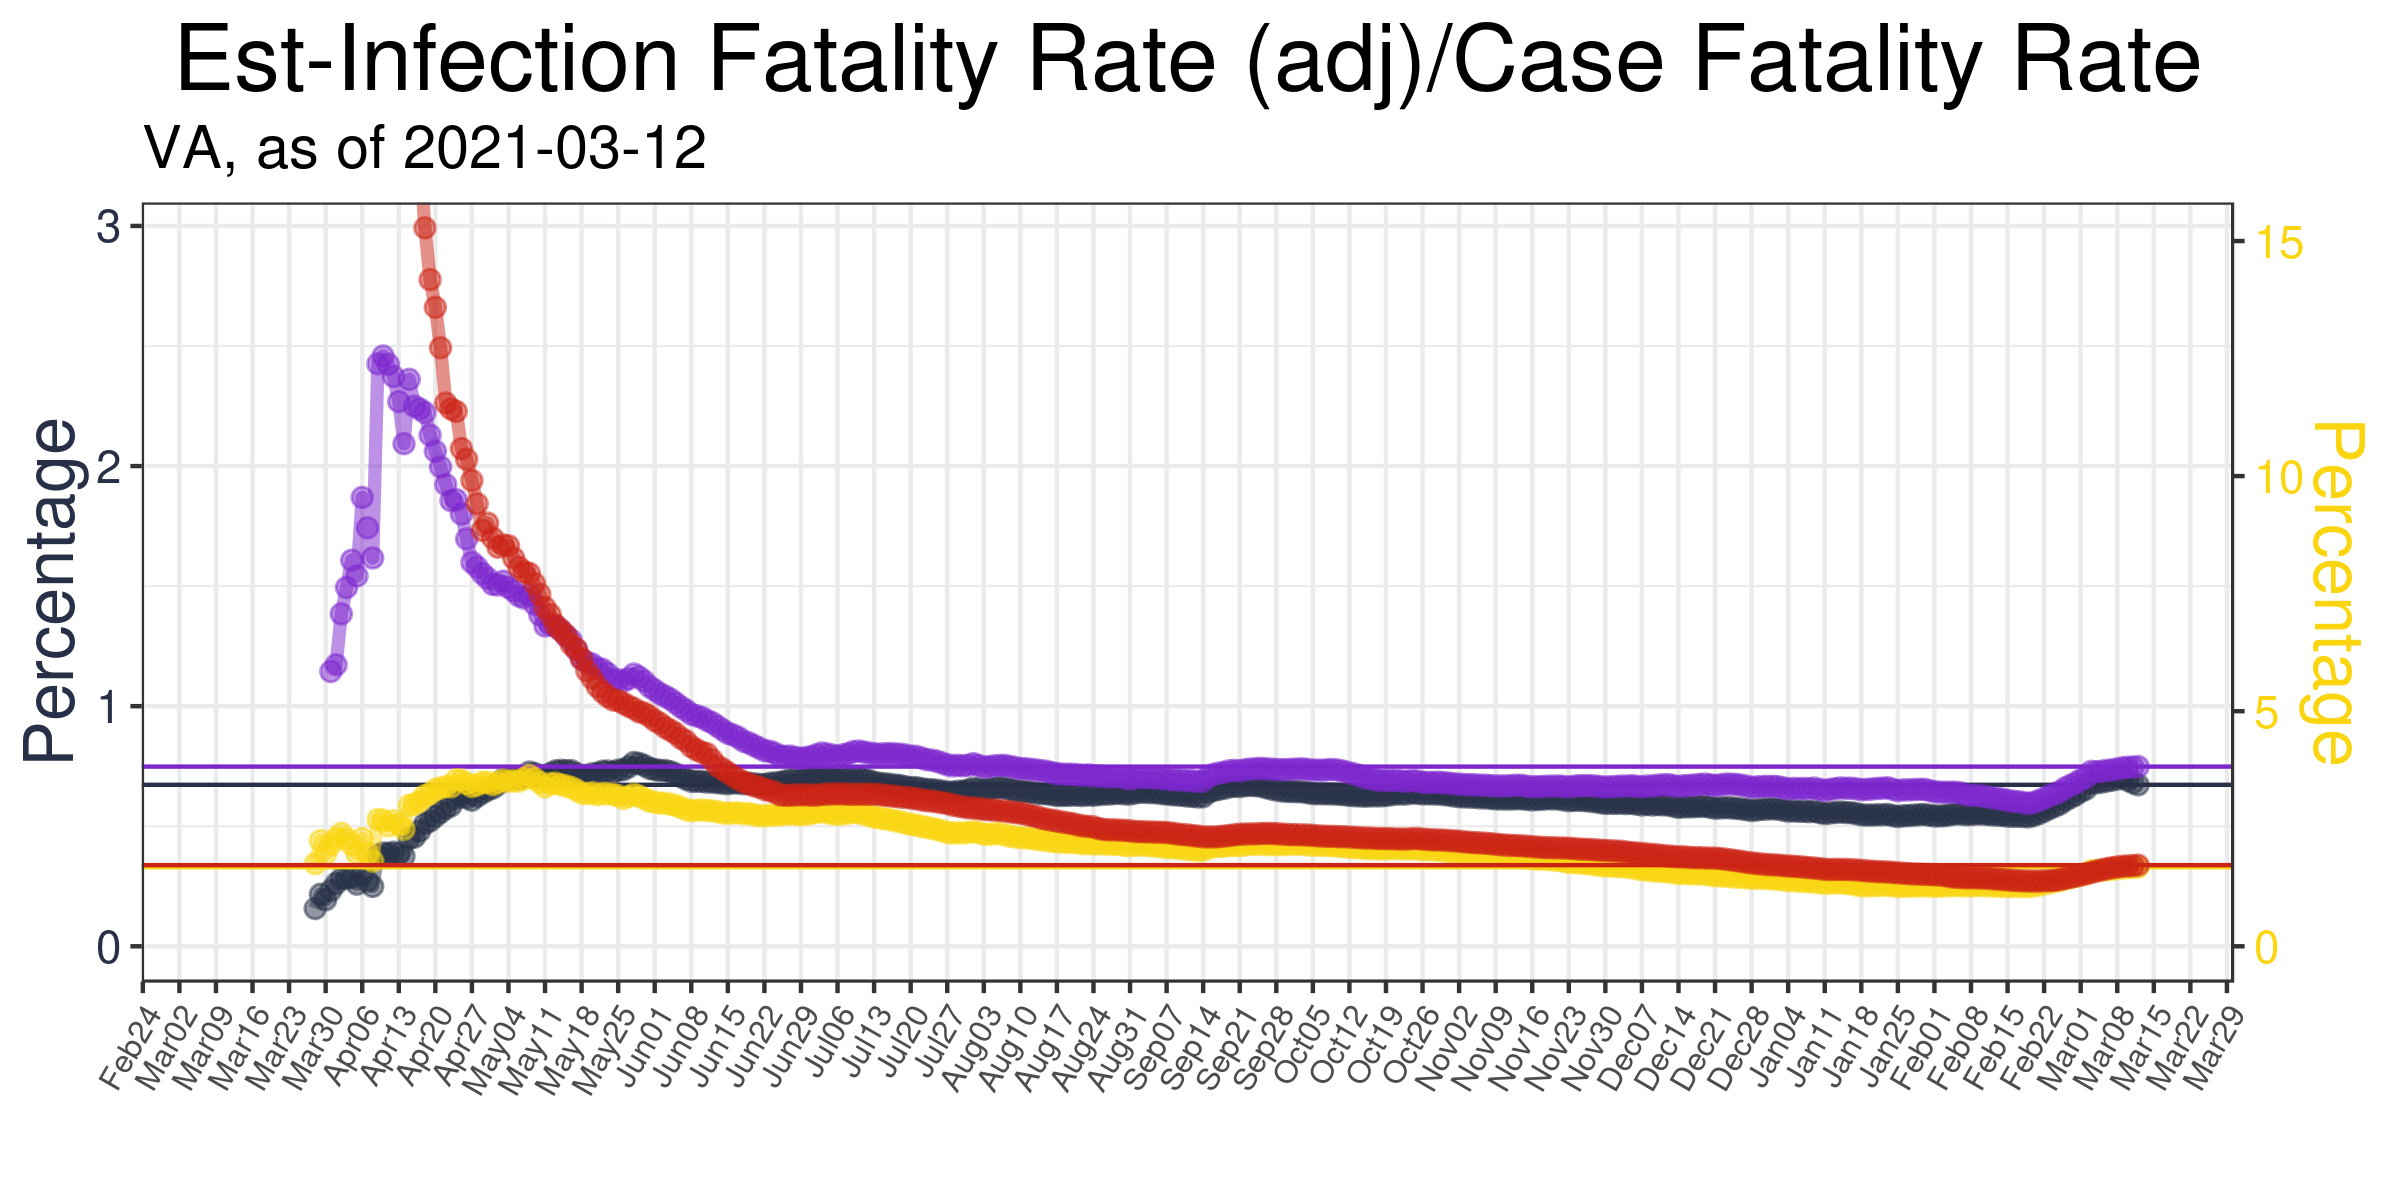 Est-Infection Fatality Rate (adj)/Case Fatality Rate
VA, as of 2021-03-12
Percentage
3
2
1
0
15
10
5
0
Percentage
Feb24
Mar02
Mar09
Mar16
Mar23
Mar30
Apr06
Apr13
Apr20
Apr27
May04
May11
May18
May25
Jun01
Jun08
Jun15
Jun22
Jun29
Jul06
Jul13
Jul20
Jul27
Aug03
Aug10
Aug17
Aug24
Aug31
Sep07
Sep14
Sep21
Sep28
Oct05
Oct12
Oct19
Oct26
Nov02
Nov09
Nov16
Nov23
Nov30
Dec07
Dec14
Dec21
Dec28
Jan04
Jan11
Jan18
Jan25
Feb01
Feb08
Feb15
Feb22
Mar01
Mar08
Mar15
Mar22
Mar29